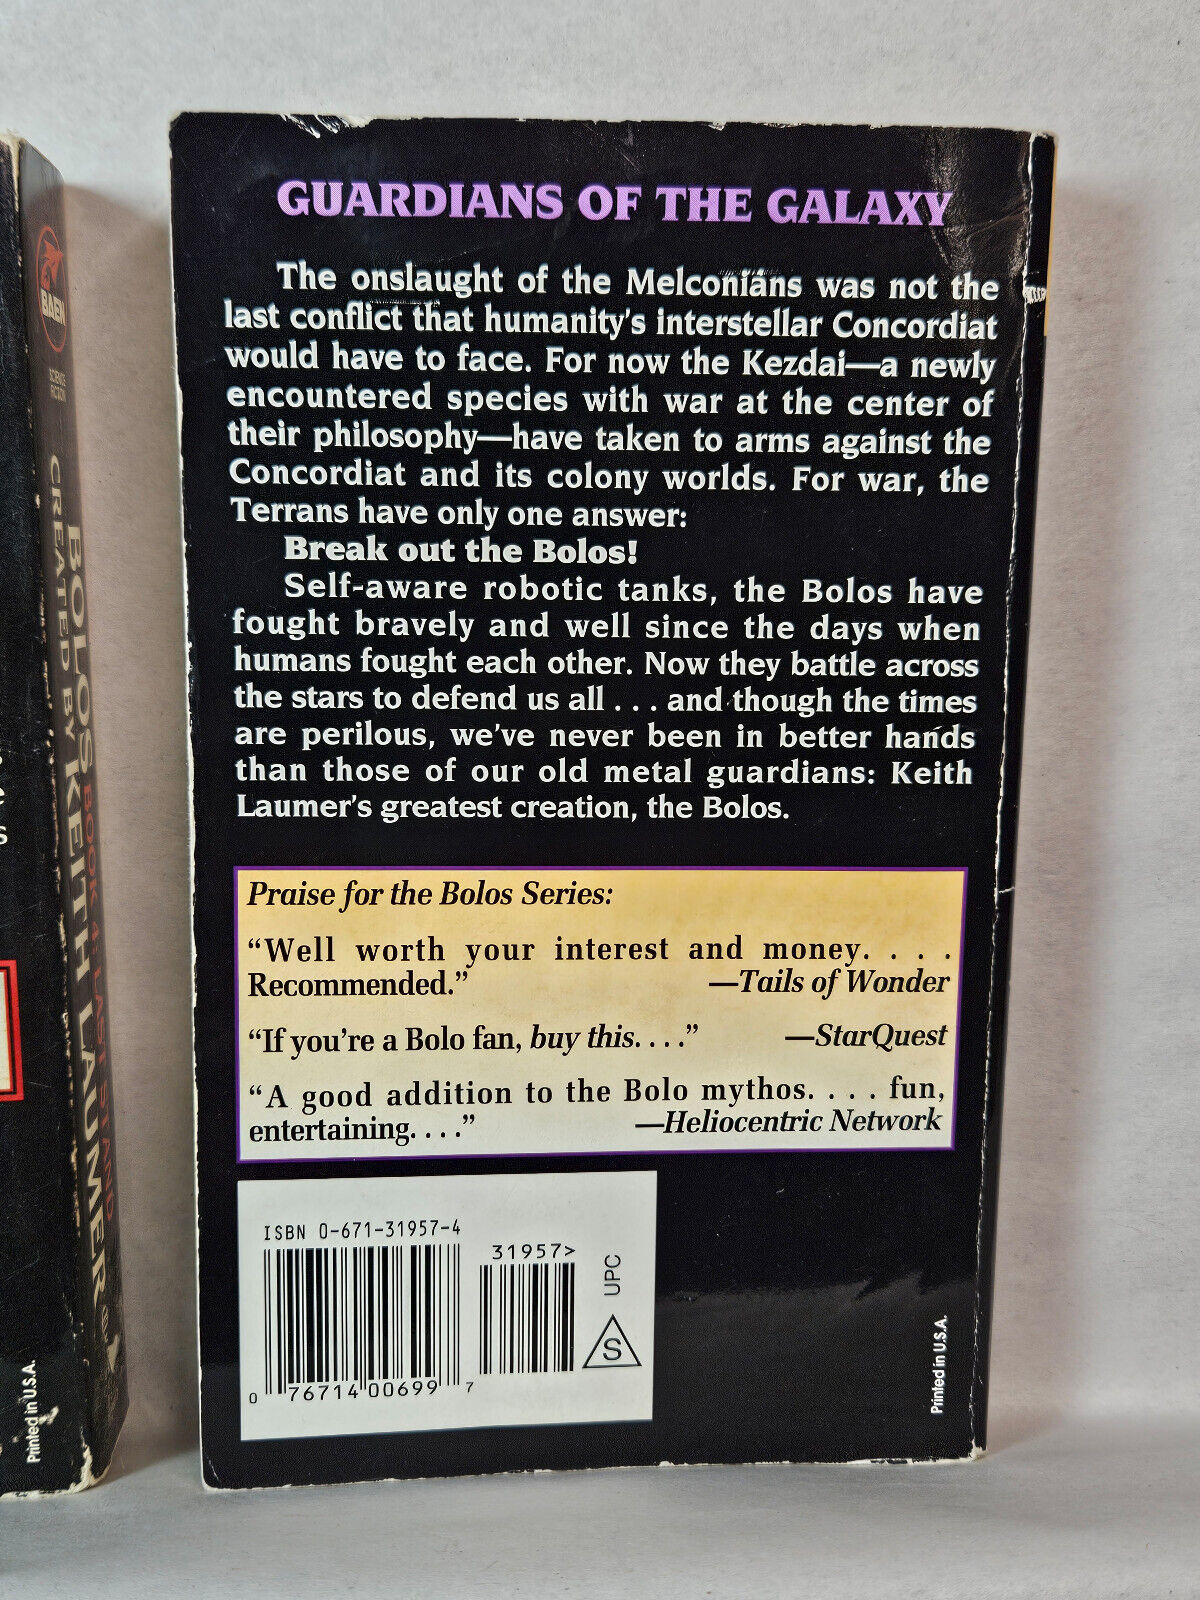 GUARDIANS OF THE GALAXY
The onslaught of the Melconians was not the
last conflict that humanity's interstellar Concordiat
would have to face. For now the Kezdai—a newly
encountered species with war at the center of
their philosophy—have taken to arms against the
Concordiat and its colony worlds. For war, the
Terrans have only one answer:
Break out the Bolos!
Self-aware robotic tanks, the Bolos have
fought bravely and well since the days when
humans fought each other. Now they battle across
the stars to defend us all . . . and though the times
are perilous, we've never been in better hands
than those of our old metal guardians: Keith
Laumer's greatest creation, the Bolos.
Praise for the Bolos Series:
“Well worth your interest and money. . . .
Recommended.” —Tails of Wonder
“If you're a Bolo fan, buy this. . . .” —StarQuest
“A good addition to the Bolo mythos. . . . fun,
entertaining. . . .” —Heliocentric Network
ISBN 0-671-31957-4
31957>
UPC
S
0 76714 00699 7
Printed in U.S.A.
BAEN
SCIENCE
FICTION
BOLOS BOOK 4: LAST STAND
CREATED BY KEITH LAUMER
Printed in U.S.A.
s